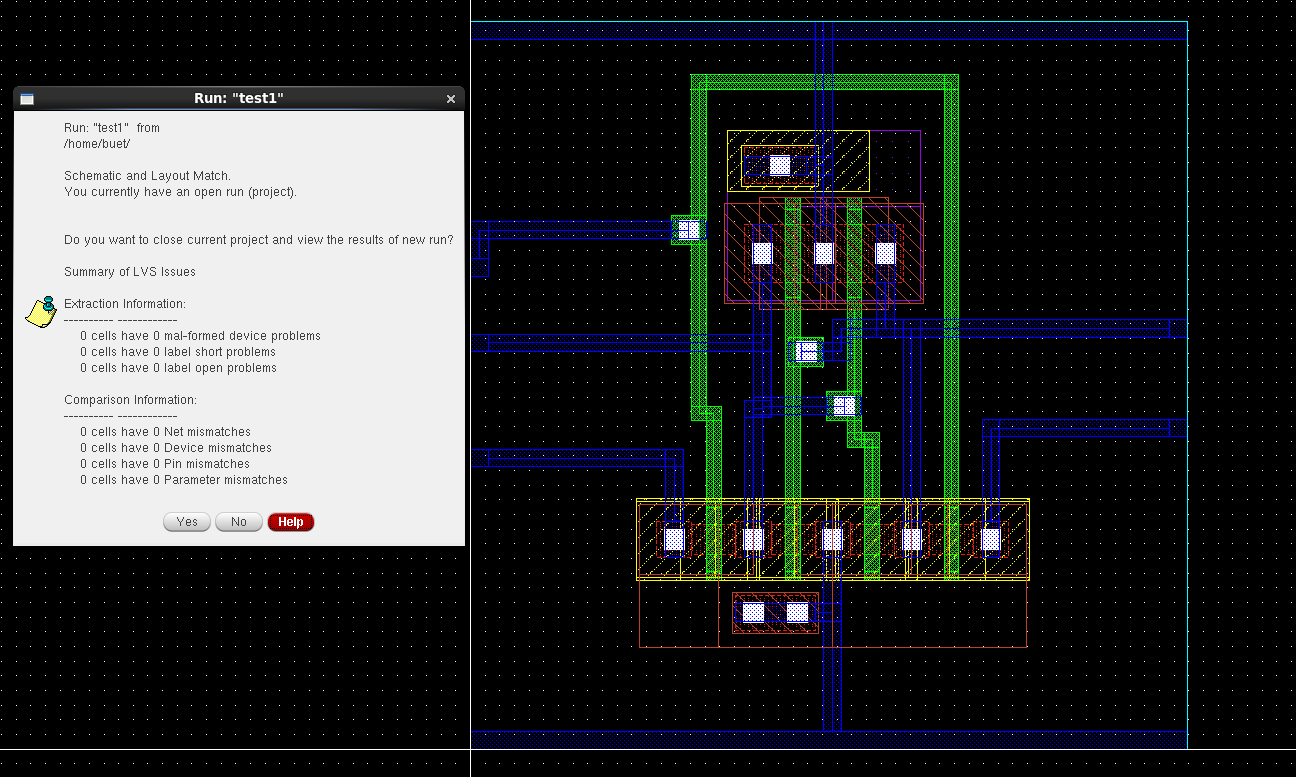 Run: "test1"
Run: "test1" from
/home/buet/
Schematic and Layout Match.
You currently have an open run (project).
Do you want to close current project and view the results of new run?
Summary of LVS Issues
Extraction Information:
---------- ------------
0 cells have 0 mal-formed device problems
0 cells have 0 label short problems
0 cells have 0 label open problems
Comparison Information:
---------- ------------
0 cells have 0 Net mismatches
0 cells have 0 Device mismatches
0 cells have 0 Pin mismatches
0 cells have 0 Parameter mismatches
Yes No Help